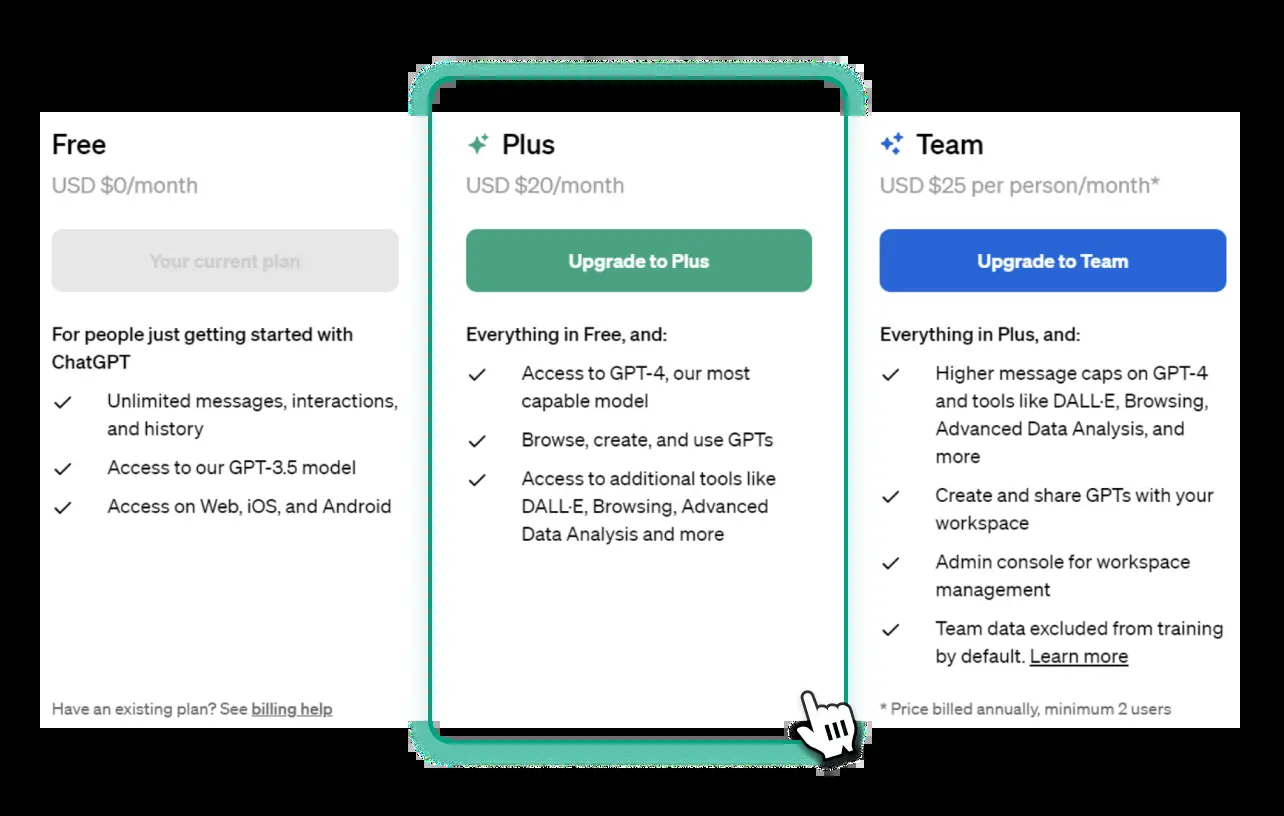 Free
USD $0/month
Your current plan
For people just getting started with
ChatGPT
Unlimited messages, interactions,
and history
Access to our GPT-3.5 model
Access on Web, iOS, and Android
Have an existing plan? See billing help
Plus
USD $20/month
Upgrade to Plus
Everything in Free, and:
Access to GPT-4, our most
capable model
Browse, create, and use GPTs
Access to additional tools like
DALL·E, Browsing, Advanced
Data Analysis and more
Team
USD $25 per person/month*
Upgrade to Team
Everything in Plus, and:
Higher message caps on GPT-4
and tools like DALL·E, Browsing,
Advanced Data Analysis, and
more
Create and share GPTs with your
workspace
Admin console for workspace
management
Team data excluded from training
by default. Learn more
* Price billed annually, minimum 2 users